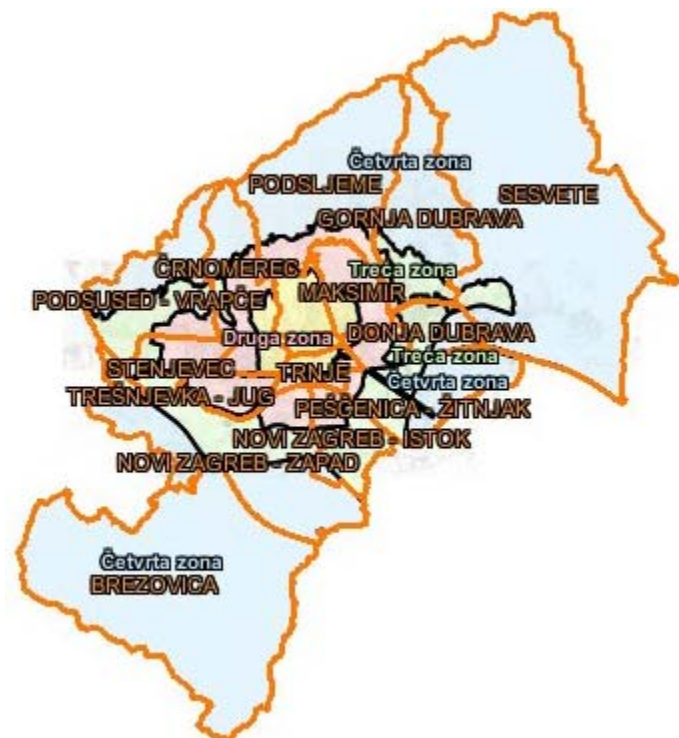 Četvrta zona
PODSLJEME
SESVETE
GORNJA DUBRAVA
ČRNOMEREC
Treća zona
PODSUSED - VRAPČE
MAKSIMIR
Druga zona
DONJA DUBRAVA
Treća zona
STENJEVEC
TRNJE
Četvrta zona
TREŠNJEVKA - JUG
PEŠČENICA - ŽITNJAK
NOVI ZAGREB - ISTOK
NOVI ZAGREB - ZAPAD
Četvrta zona
BREZOVICA